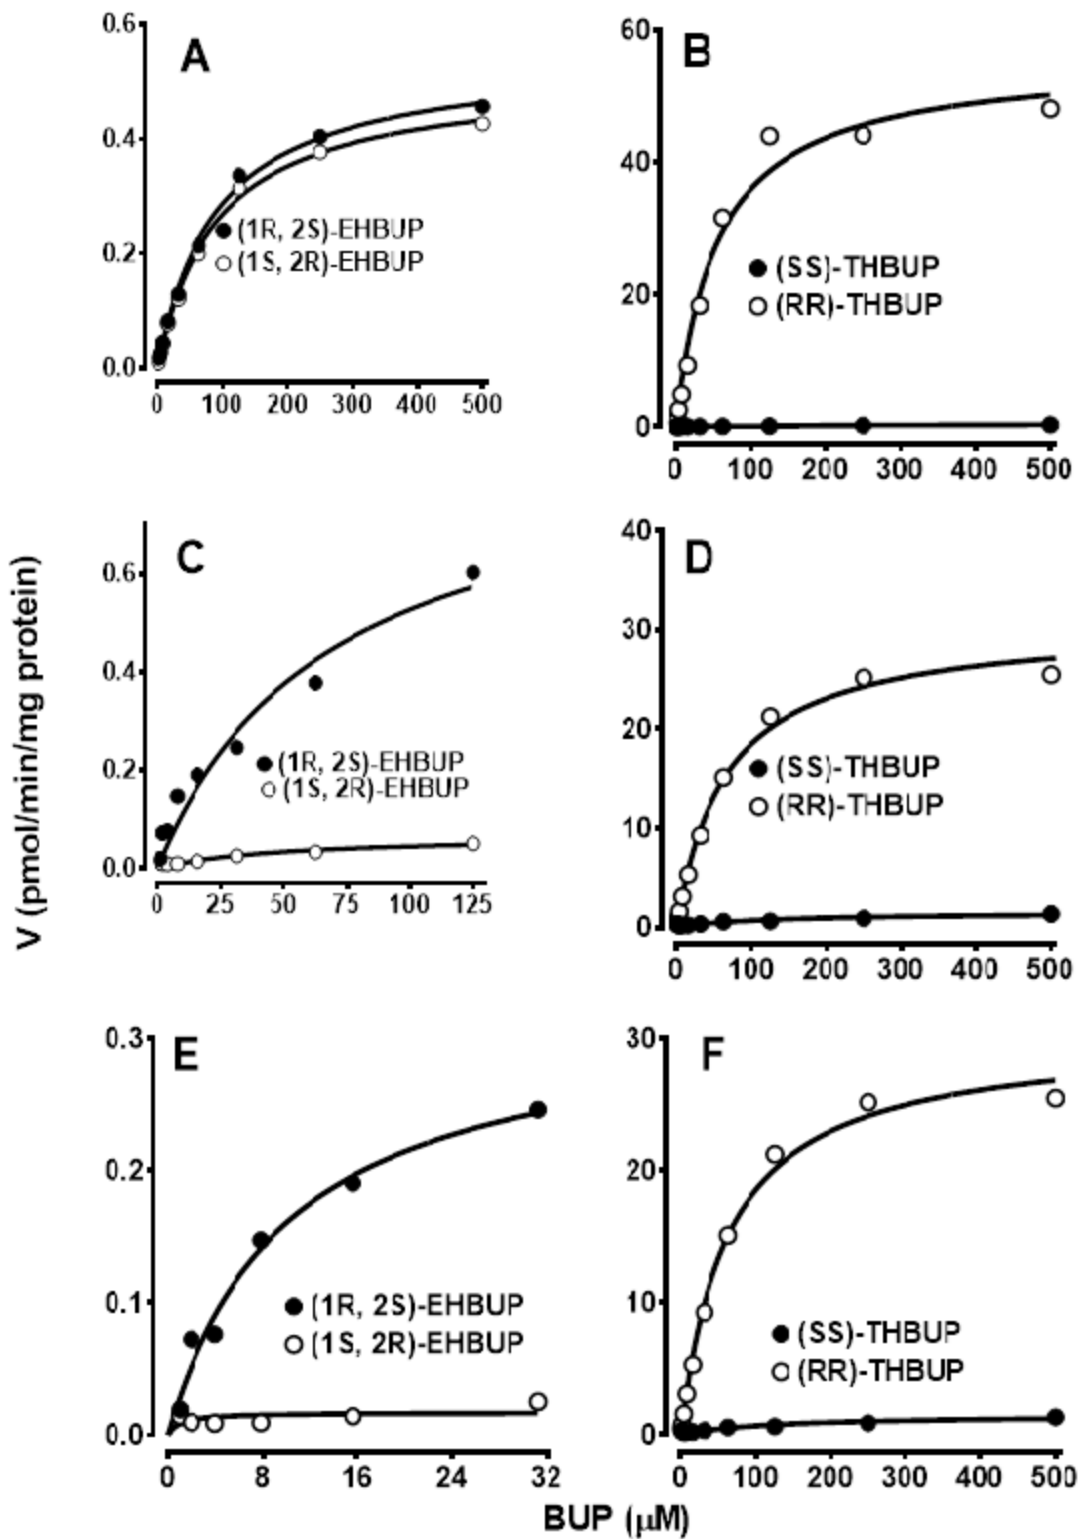 V (pmol/min/mg protein)
A
0.6
0.4
0.2
0.0
(1R, 2S)-EHBUP
(1S, 2R)-EHBUP
0 100 200 300 400 500
B
60
40
20
0
(SS)-THBUP
(RR)-THBUP
0 100 200 300 400 500
C
0.6
0.4
0.2
0.0
(1R, 2S)-EHBUP
(1S, 2R)-EHBUP
0 25 50 75 100 125
D
40
30
20
10
0
(SS)-THBUP
(RR)-THBUP
0 100 200 300 400 500
E
0.3
0.2
0.1
0.0
(1R, 2S)-EHBUP
(1S, 2R)-EHBUP
0 8 16 24 32
F
30
20
10
0
(SS)-THBUP
(RR)-THBUP
0 100 200 300 400 500
BUP (μM)